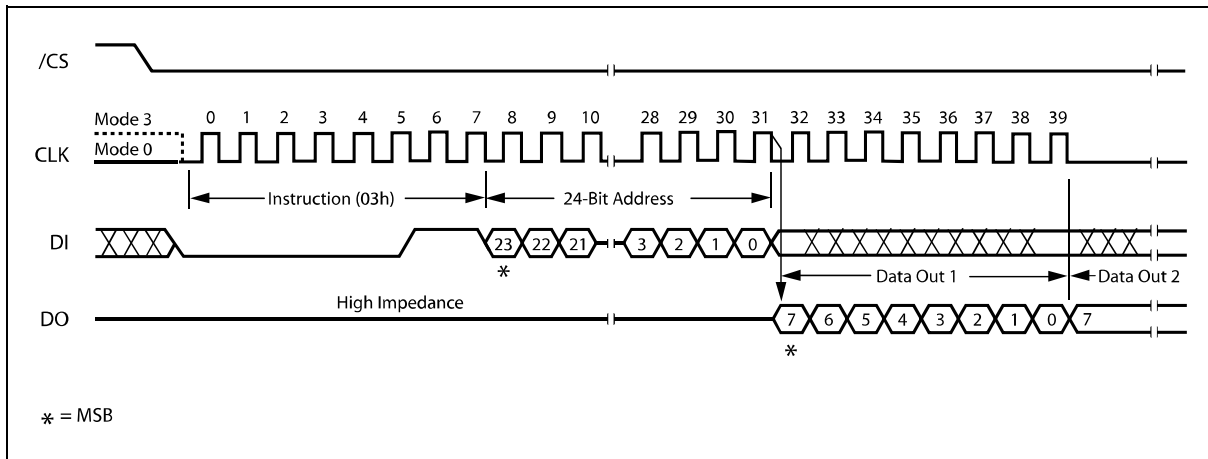 /CS
Mode 3
0 1 2 3 4 5 6 7 8 9 10 28 29 30 31 32 33 34 35 36 37 38 39
Mode 0
CLK
Instruction (03h)
24-Bit Address
DI
23 22 21 3 2 1 0
*
Data Out 1
Data Out 2
High Impedance
DO
7 6 5 4 3 2 1 0 7
*
* = MSB